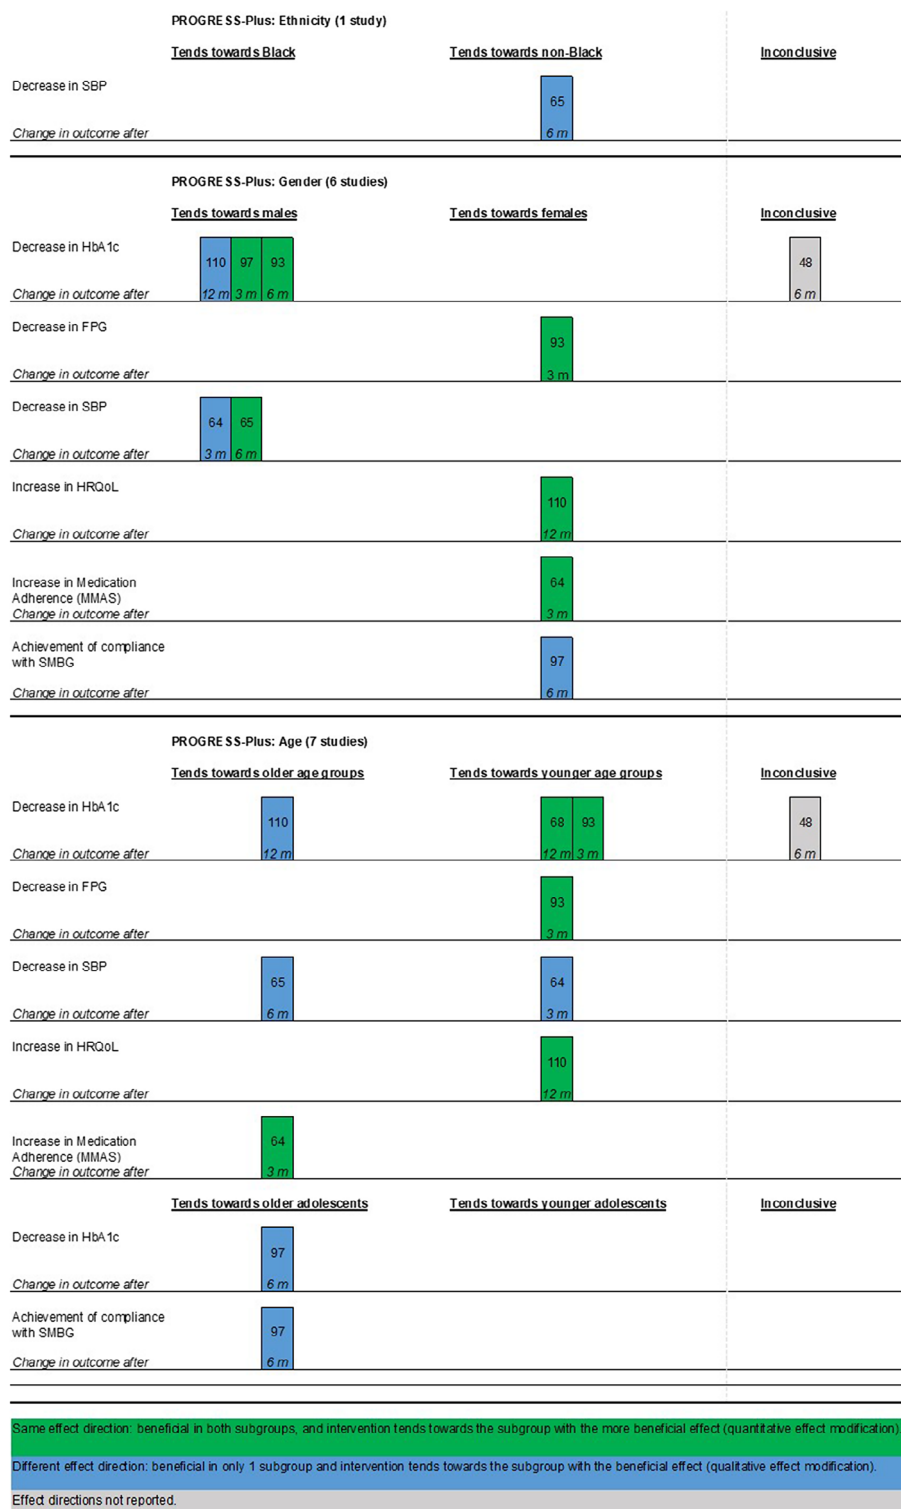 PROGRESS-Plus: Ethnicity (1 study)
Tends towards Black Tends towards non-Black Inconclusive
Decrease in SBP
65
Change in outcome after 6 m
PROGRESS-Plus: Gender (6 studies)
Tends towards males Tends towards females Inconclusive
Decrease in HbA1c
110 97 93 48
Change in outcome after 12 m 3 m 6 m 6 m
Decrease in FPG
93
Change in outcome after 3 m
Decrease in SBP
64 65
Change in outcome after 3 m 6 m
Increase in HRQoL
110
Change in outcome after 12 m
Increase in Medication 64
Adherence (MMAS)
Change in outcome after 3 m
Achievement of compliance
with SMBG 97
Change in outcome after 6 m
PROGRESS-Plus: Age (7 studies)
Tends towards older age groups Tends towards younger age groups Inconclusive
Decrease in HbA1c
110 68 93 48
Change in outcome after 12 m 12 m 3 m 6 m
Decrease in FPG
93
Change in outcome after 3 m
Decrease in SBP
65 64
Change in outcome after 6 m 3 m
Increase in HRQoL
110
Change in outcome after 12 m
Increase in Medication 64
Adherence (MMAS)
Change in outcome after 3 m
Tends towards older adolescents Tends towards younger adolescents Inconclusive
Decrease in HbA1c
97
Change in outcome after 6 m
Achievement of compliance
with SMBG 97
Change in outcome after 6 m
Same effect direction: beneficial in both subgroups, and intervention tends towards the subgroup with the more beneficial effect (quantitative effect modification).
Different effect direction: beneficial in only 1 subgroup and intervention tends towards the subgroup with the beneficial effect (qualitative effect modification).
Effect directions not reported.